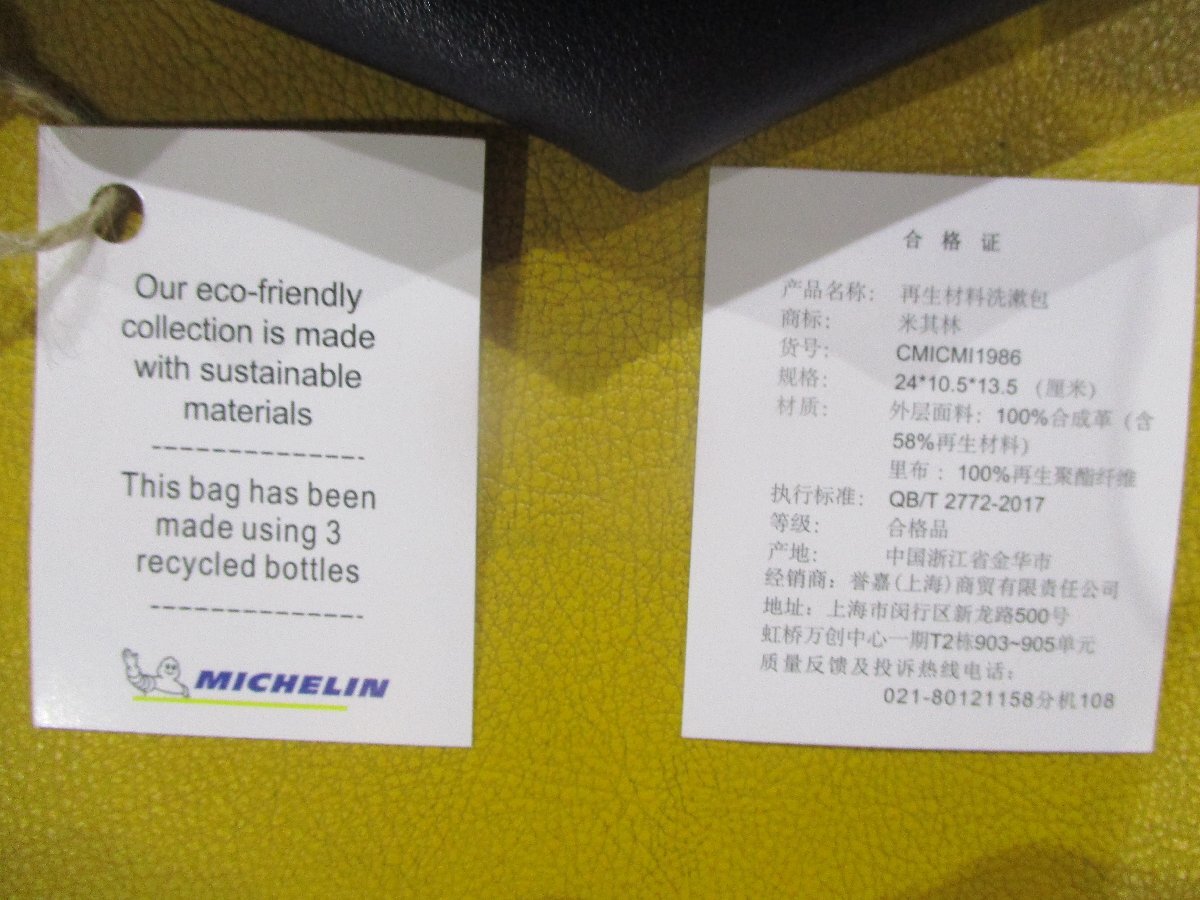 Our eco-friendly
collection is made
with sustainable
materials
This bag has been
made using 3
recycled bottles
MICHELIN
合格证
产品名称: 再生材料洗漱包
商标: 米其林
货号: CMICMI1986
规格: 24*10.5*13.5 (厘米)
材质: 外层面料: 100%合成革 (含
58%再生材料)
里布: 100%再生聚酯纤维
执行标准: QB/T 2772-2017
等级: 合格品
产地: 中国浙江省金华市
经销商: 誉嘉(上海)商贸有限责任公司
地址: 上海市闵行区新龙路500号
虹桥万创中心一期T2栋903~905单元
质量反馈及投诉热线电话:
021-80121158分机108